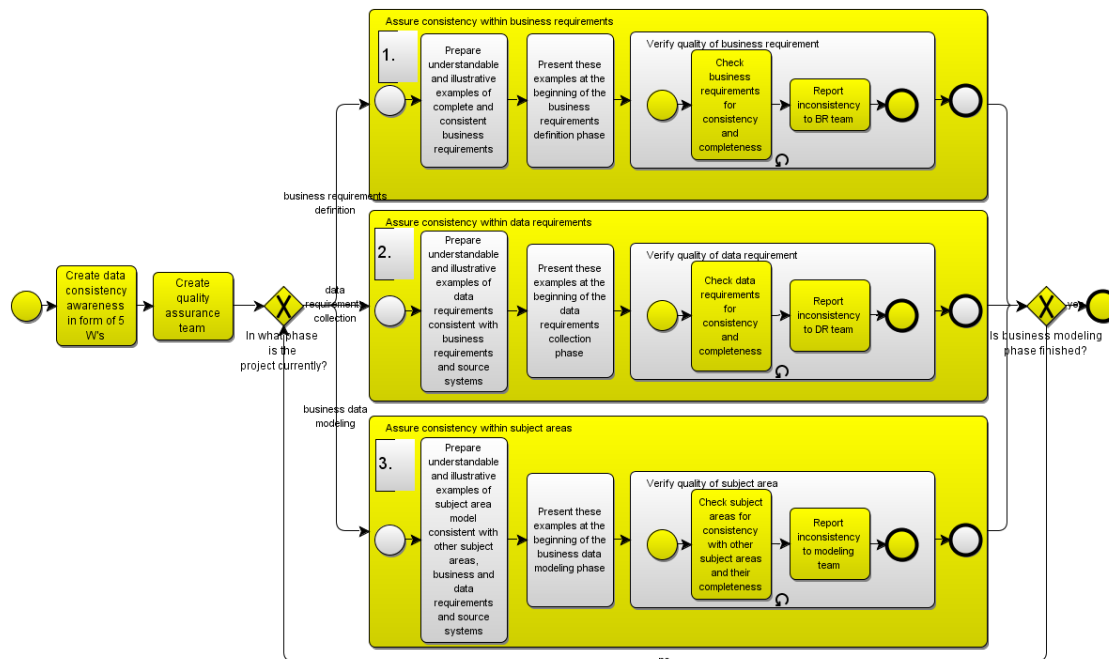 Assure consistency within business requirements
1.
Prepare
understandable
and illustrative
examples of
complete and
consistent
business
requirements
Present these
examples at the
beginning of the
business
requirements
definition phase
Verify quality of business requirement
Check
business
requirements
for
consistency
and
completeness
Report
inconsistency
to BR team
business requirements
definition
Assure consistency within data requirements
2.
Prepare
understandable
and illustrative
examples of
data
requirements
consistent with
business
requirements
and source
systems
Present these
examples at the
beginning of the
data
requirements
collection
phase
Verify quality of data requirement
Check data
requirements
for
consistency
and
completeness
Report
inconsistency
to DR team
Create data
consistency
awareness
in form of 5
W's
Create
quality
assurance
team
In what phase
is the
project currently?
data
requirements
collection
yes
Is business modeling
phase finished?
business data
modeling
Assure consistency within subject areas
3.
Prepare
understandable
and illustrative
examples of
subject area
model
consistent with
other subject
areas,
business and
data
requirements
and source
systems
Present these
examples at the
beginning of the
business data
modeling phase
Verify quality of subject area
Check subject
areas for
consistency
with other
subject areas
and their
completeness
Report
inconsistency
to modeling
team
no